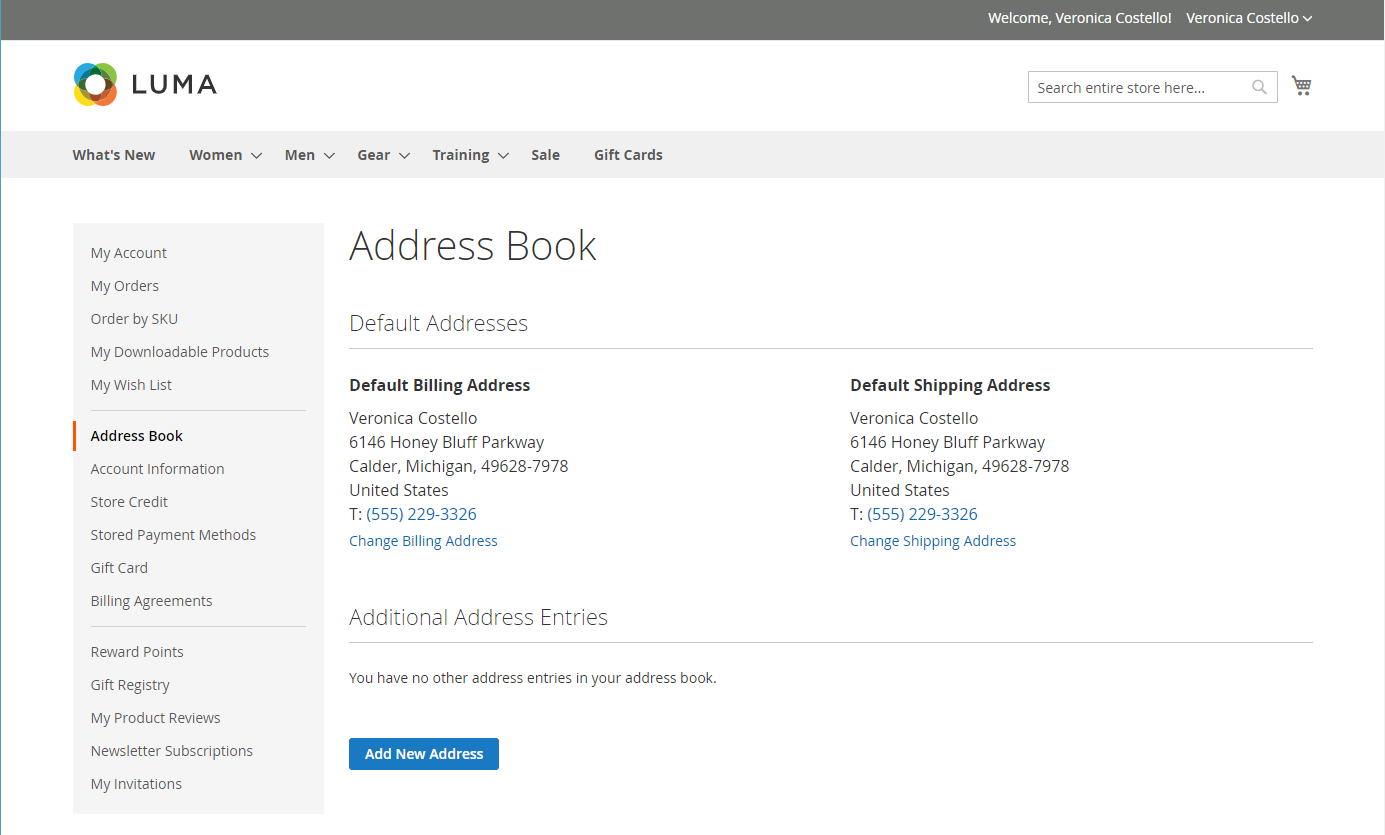 Welcome, Veronica Costello! Veronica Costello
LUMA
Search entire store here...
What's New Women Men Gear Training Sale Gift Cards
My Account
My Orders
Order by SKU
My Downloadable Products
My Wish List
Address Book
Account Information
Store Credit
Stored Payment Methods
Gift Card
Billing Agreements
Reward Points
Gift Registry
My Product Reviews
Newsletter Subscriptions
My Invitations
Address Book
Default Addresses
Default Billing Address
Veronica Costello
6146 Honey Bluff Parkway
Calder, Michigan, 49628-7978
United States
T: (555) 229-3326
Change Billing Address
Default Shipping Address
Veronica Costello
6146 Honey Bluff Parkway
Calder, Michigan, 49628-7978
United States
T: (555) 229-3326
Change Shipping Address
Additional Address Entries
You have no other address entries in your address book.
Add New Address